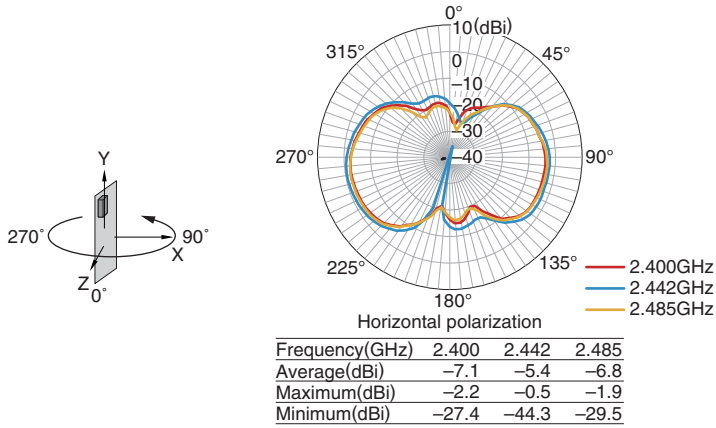 0°
10(dBi)
315°
45°
0
–10
–20
–30
270°
–40
90°
225°
135°
180°
Horizontal polarization
Y
270°
90°
X
Z
0°
2.400GHz
2.442GHz
2.485GHz
Frequency(GHz) 2.400 2.442 2.485
Average(dBi) –7.1 –5.4 –6.8
Maximum(dBi) –2.2 –0.5 –1.9
Minimum(dBi) –27.4 –44.3 –29.5